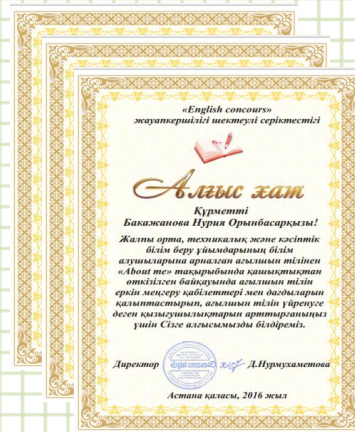 «English concours»
жауапкершілігі шектеулі серіктестігі
Алғыс хат
Құрметті
Бакажанова Нурия Орынбасарқызы!
Жалпы орта, техникалық және кәсіптік
білім беру ұйымдарының білім
алушыларына арналған ағылшын тілінен
«About me» тақырыбында қашықтықтан
өткізілген байқауында ағылшын тілін
еркін меңгеру қабілеттері мен дағдыларын
қалыптастырып, ағылшын тілін үйренуге
деген қызығушылықтарын арттырғаныңыз
үшін Сізге алғысымызды білдіреміз.
Директор «English concours» Д.Нурмухаметова
Астана қаласы, 2016 жыл